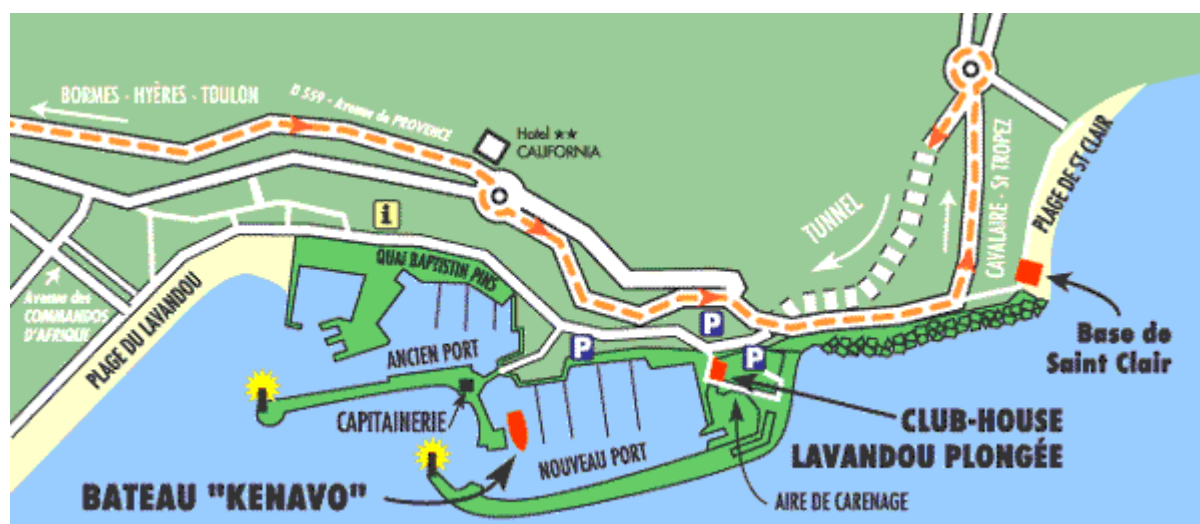 BORMES - HYÈRES - TOULON
D 559 - Avenue de PROVENCE
Hotel ★★
CALIFORNIA
TUNNEL
CAVALAIRE - St TROPEZ
PLAGE DE ST CLAIR
i
QUAI BAPTISTIN PINS
Avenue des
COMMANDOS
D'AFRIQUE
PLAGE DU LAVANDOU
ANCIEN PORT
P
P
P
Base de
Saint Clair
CAPITAINERIE
CLUB-HOUSE
LAVANDOU PLONGÉE
NOUVEAU PORT
BATEAU "KENAVO"
AIRE DE CARENAGE